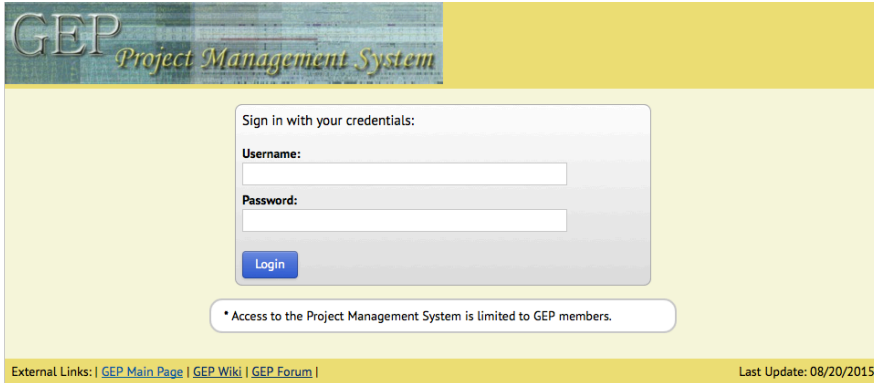 GEP
Project Management System
Sign in with your credentials:
Username:
Password:
Login
* Access to the Project Management System is limited to GEP members.
External Links: | GEP Main Page | GEP Wiki | GEP Forum | Last Update: 08/20/2015